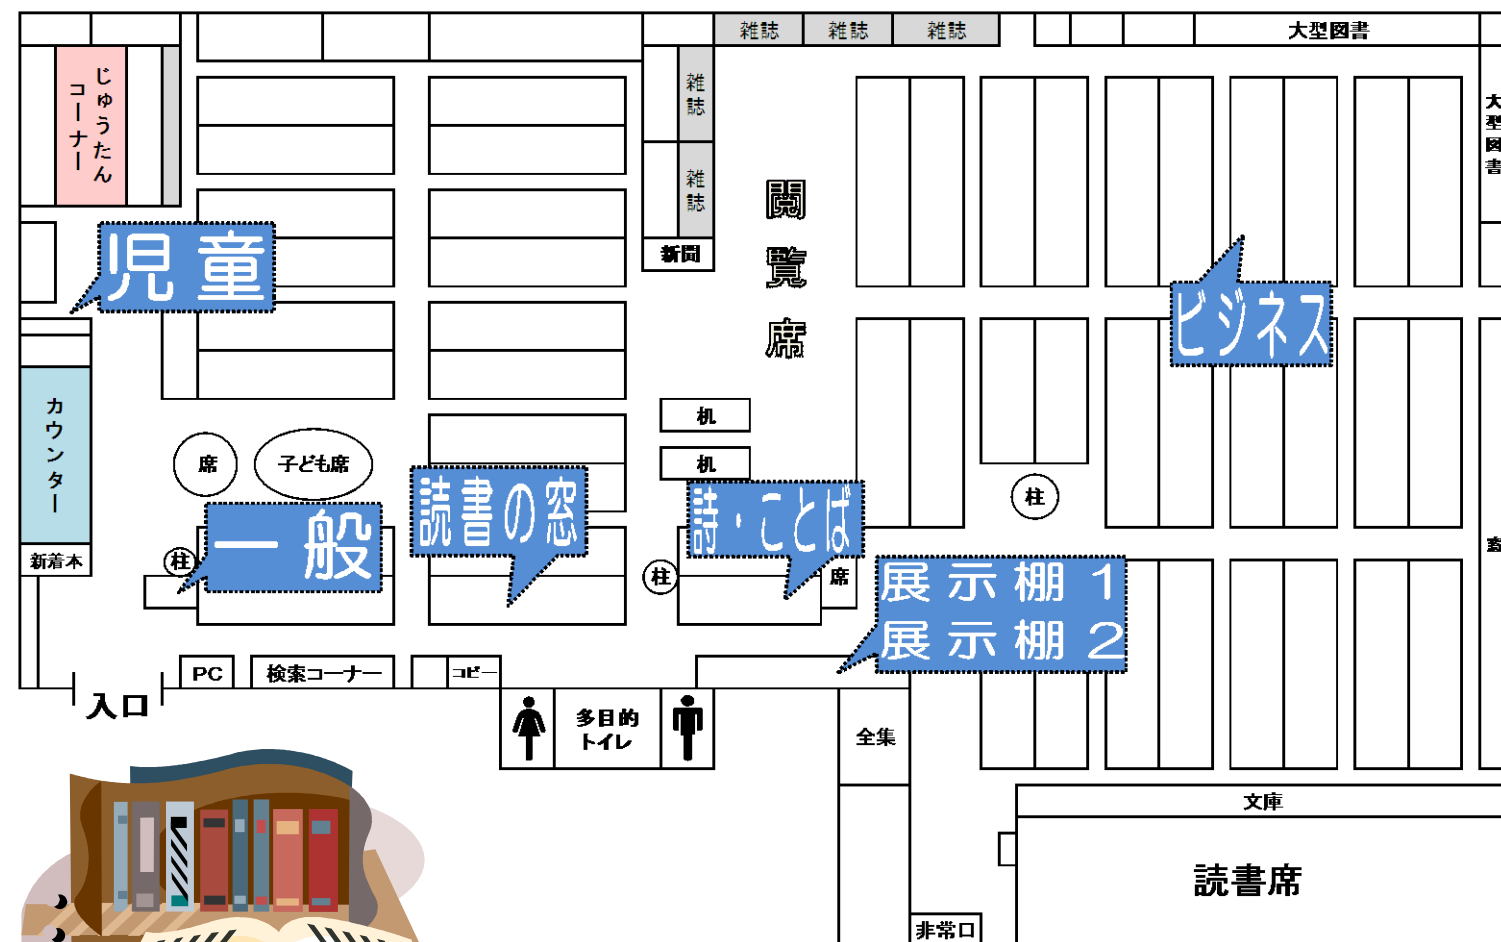 雑誌
雑誌
雑誌
大型図書
じゅうたん
コーナー
雑誌
雑誌
新聞
閲覧席
大型図書
児童
ビジネス
カウンター
新着本
席
子ども席
机
机
柱
一般
柱
読書の窓
柱
詩・ことば
席
展示棚1
展示棚2
PC
検索コーナー
コピー
入口
多目的
トイレ
全集
文庫
読書席
非常口